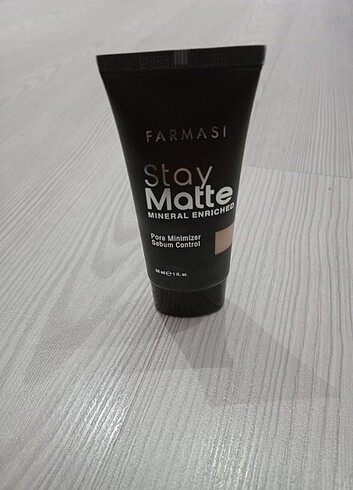 FARMASI
Stay
Matte
MINERAL ENRICHED
Pore Minimizer
Sebum Control
30 ml ℮ 1 fl. oz.